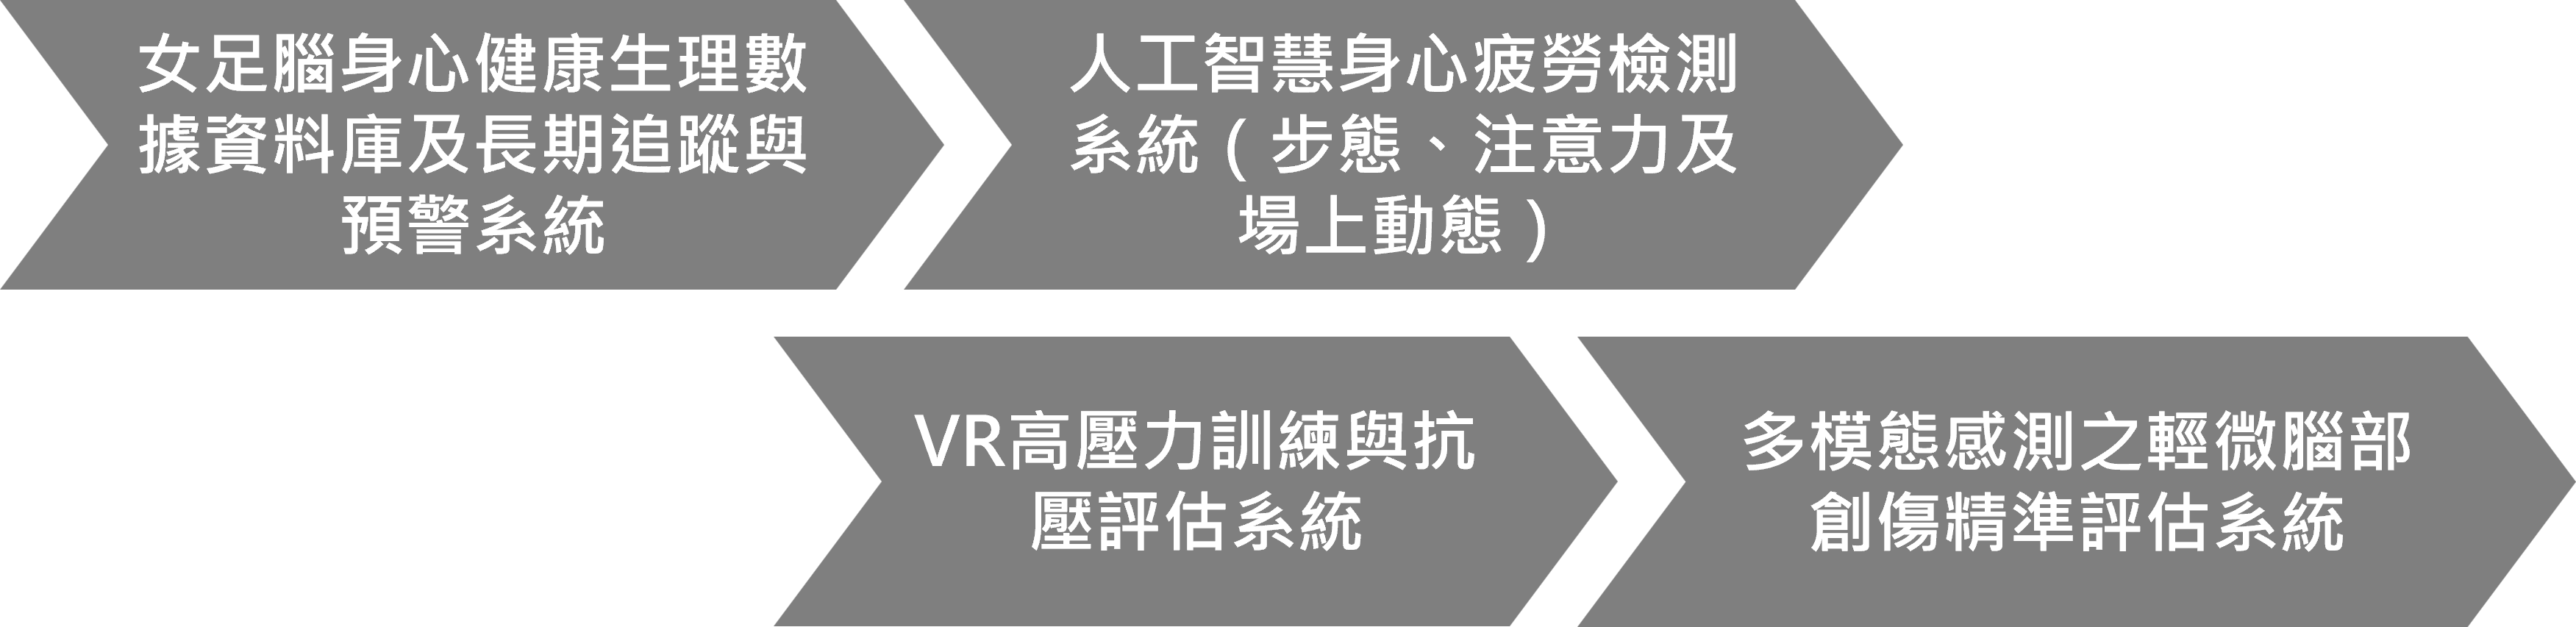 女足腦身心健康生理數
據資料庫及長期追蹤與
預警系統
人工智慧身心疲勞檢測
系統（步態、注意力及
場上動態）
VR高壓力訓練與抗
壓評估系統
多模態感測之輕微腦部
創傷精準評估系統